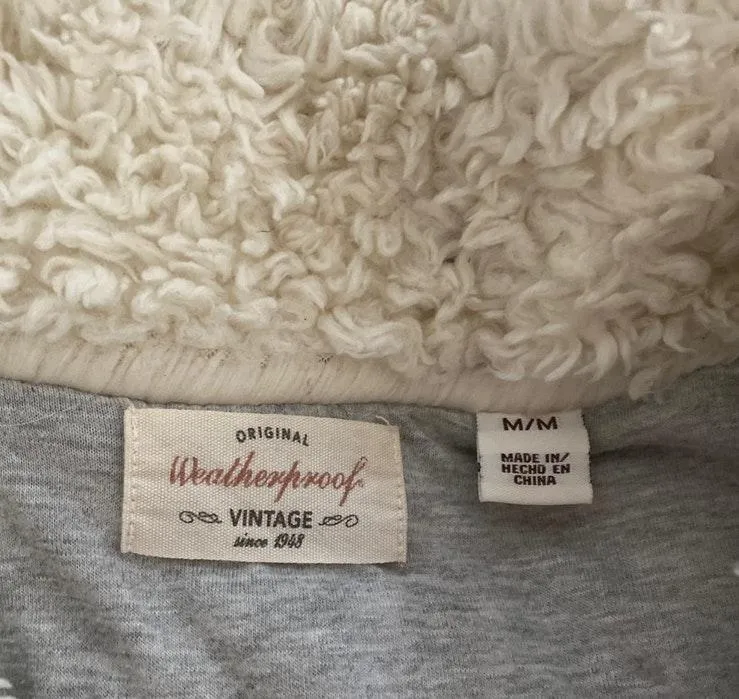 ORIGINAL
Weatherproof
VINTAGE
since 1948
M/M
MADE IN/
HECHO EN
CHINA